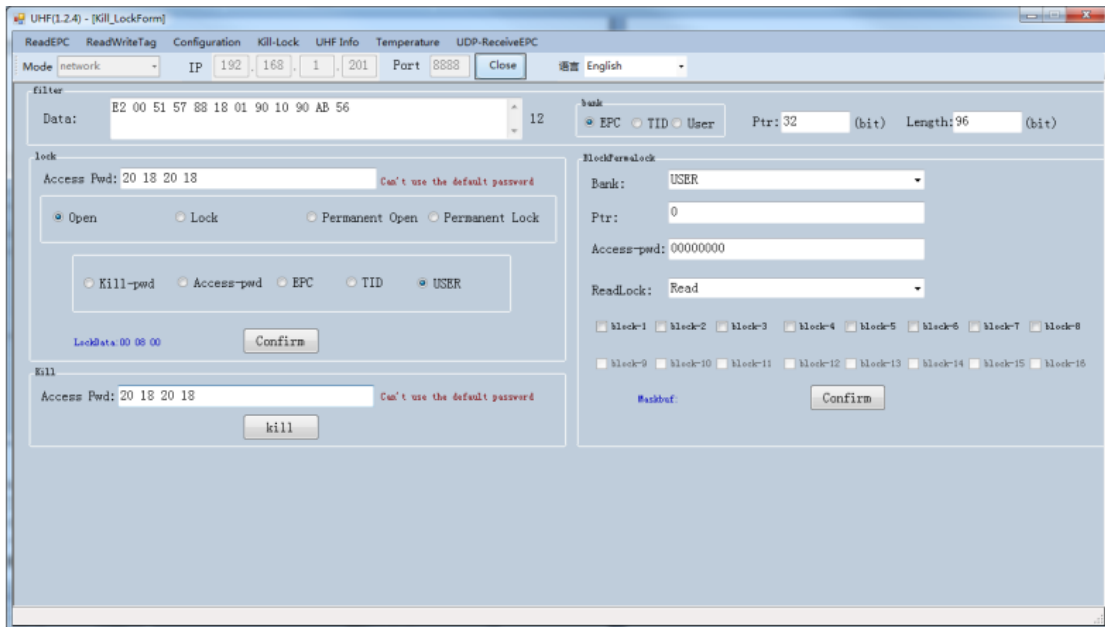 UHF(1.2.4) - [Kill_LockForm]
ReadEPC ReadWriteTag Configuration Kill-Lock UHF Info Temperature UDP-ReceiveEPC
Mode network IP 192 . 168 . 1 . 201 Port 8888 Close 语言 English
filter
Data: E2 00 51 57 88 18 01 90 10 90 AB 56 12
bank
EPC TID User Ptr: 32 (bit) Length: 96 (bit)
lock
Access Pwd: 20 18 20 18 Can't use the default password
Open Lock Permanent Open Permanent Lock
Kill-pwd Access-pwd EPC TID USER
LockData:00 08 00 Confirm
Kill
Access Pwd: 20 18 20 18 Can't use the default password
kill
BlockPermalock
Bank: USER
Ptr: 0
Access-pwd: 00000000
ReadLock: Read
block-1 block-2 block-3 block-4 block-5 block-6 block-7 block-8
block-9 block-10 block-11 block-12 block-13 block-14 block-15 block-16
Maskbuf: Confirm